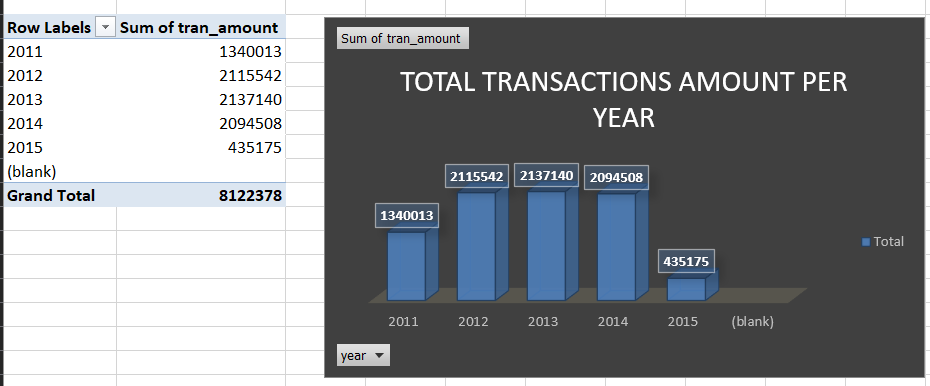 Row Labels Sum of tran_amount
2011 1340013
2012 2115542
2013 2137140
2014 2094508
2015 435175
(blank)
Grand Total 8122378
Sum of tran_amount
TOTAL TRANSACTIONS AMOUNT PER
YEAR
1340013 2115542 2137140 2094508 435175
Total
2011 2012 2013 2014 2015 (blank)
year